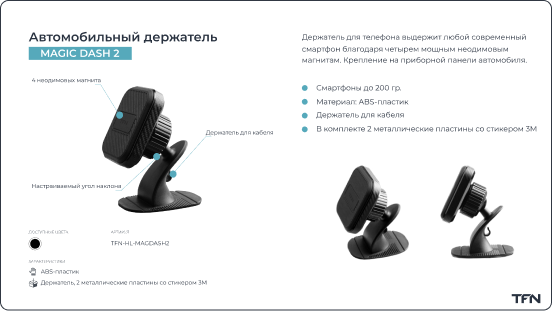 Автомобильный держатель
MAGIC DASH 2
4 неодимовых магнита
Держатель для кабеля
Настраиваемый угол наклона
ДОСТУПНЫЕ ЦВЕТА
АРТИКУЛ
TFN-HL-MAGDASH2
ХАРАКТЕРИСТИКИ
ABS-пластик
Держатель, 2 металлические пластины со стикером 3М
Держатель для телефона выдержит любой современный
смартфон благодаря четырем мощным неодимовым
магнитам. Крепление на приборной панели автомобиля.
Смартфоны до 200 гр.
Материал: ABS-пластик
Держатель для кабеля
В комплекте 2 металлические пластины со стикером 3М
TFN